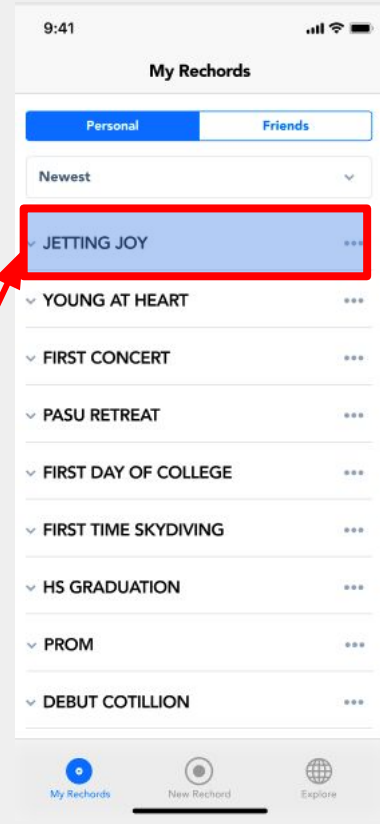 9:41
My Rechords
Personal Friends
Newest
JETTING JOY
YOUNG AT HEART
FIRST CONCERT
PASU RETREAT
FIRST DAY OF COLLEGE
FIRST TIME SKYDIVING
HS GRADUATION
PROM
DEBUT COTILLION
My Rechords New Rechord Explore